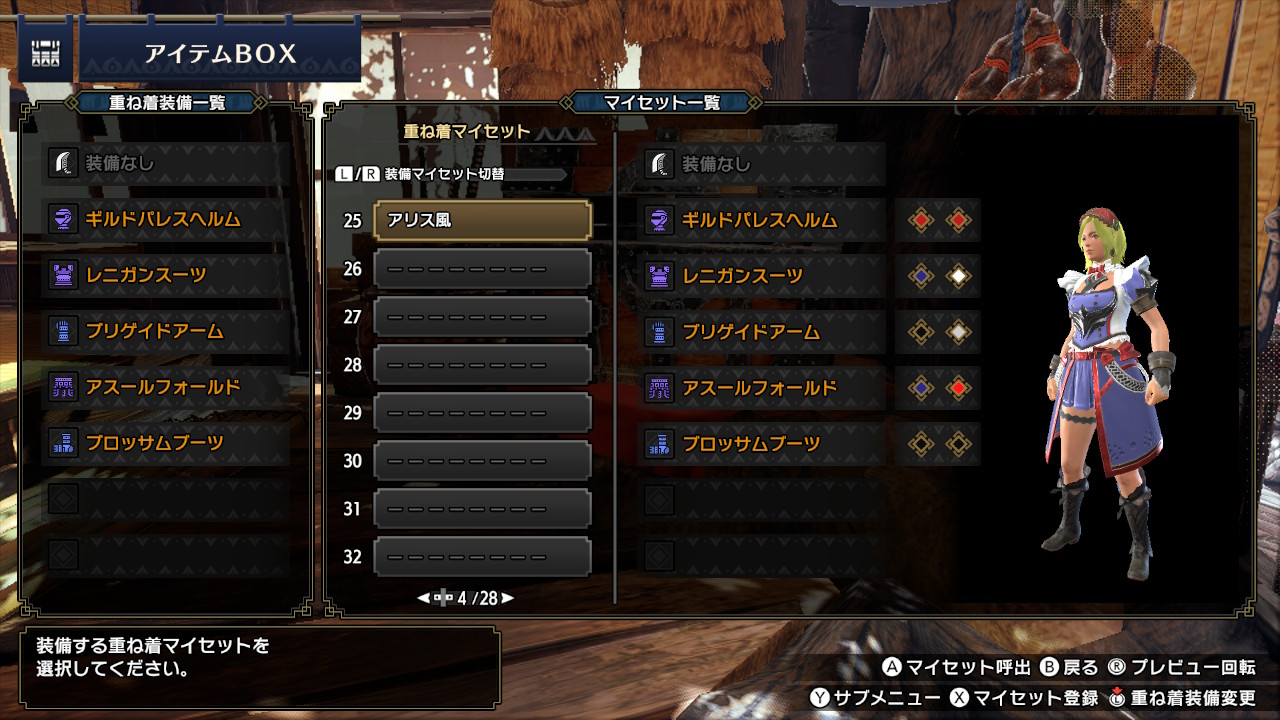 アイテムBOX
重ね着装備一覧
装備なし
ギルドパレスヘルム
レニガンスーツ
ブリゲイドアーム
アスールフォールド
ブロッサムブーツ
マイセット一覧
重ね着マイセット
L/R 装備マイセット切替
25 アリス風
26 ーーーーーーーー
27 ーーーーーーーー
28 ーーーーーーーー
29 ーーーーーーーー
30 ーーーーーーーー
31 ーーーーーーーー
32 ーーーーーーーー
4/28
装備なし
ギルドパレスヘルム
レニガンスーツ
ブリゲイドアーム
アスールフォールド
ブロッサムブーツ
装備する重ね着マイセットを
選択してください。
A マイセット呼出 B 戻る R プレビュー回転
Y サブメニュー X マイセット登録 L 重ね着装備変更